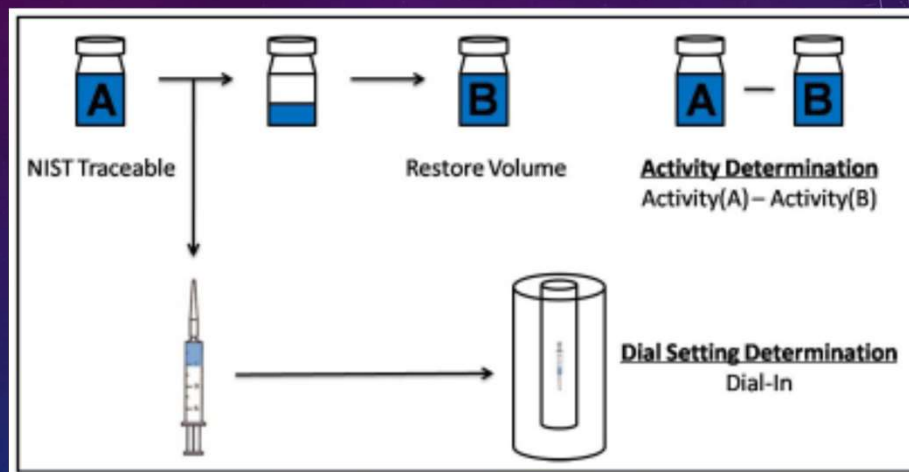 A
B
A – B
NIST Traceable
Restore Volume
Activity Determination
Activity(A) – Activity(B)
Dial Setting Determination
Dial-In